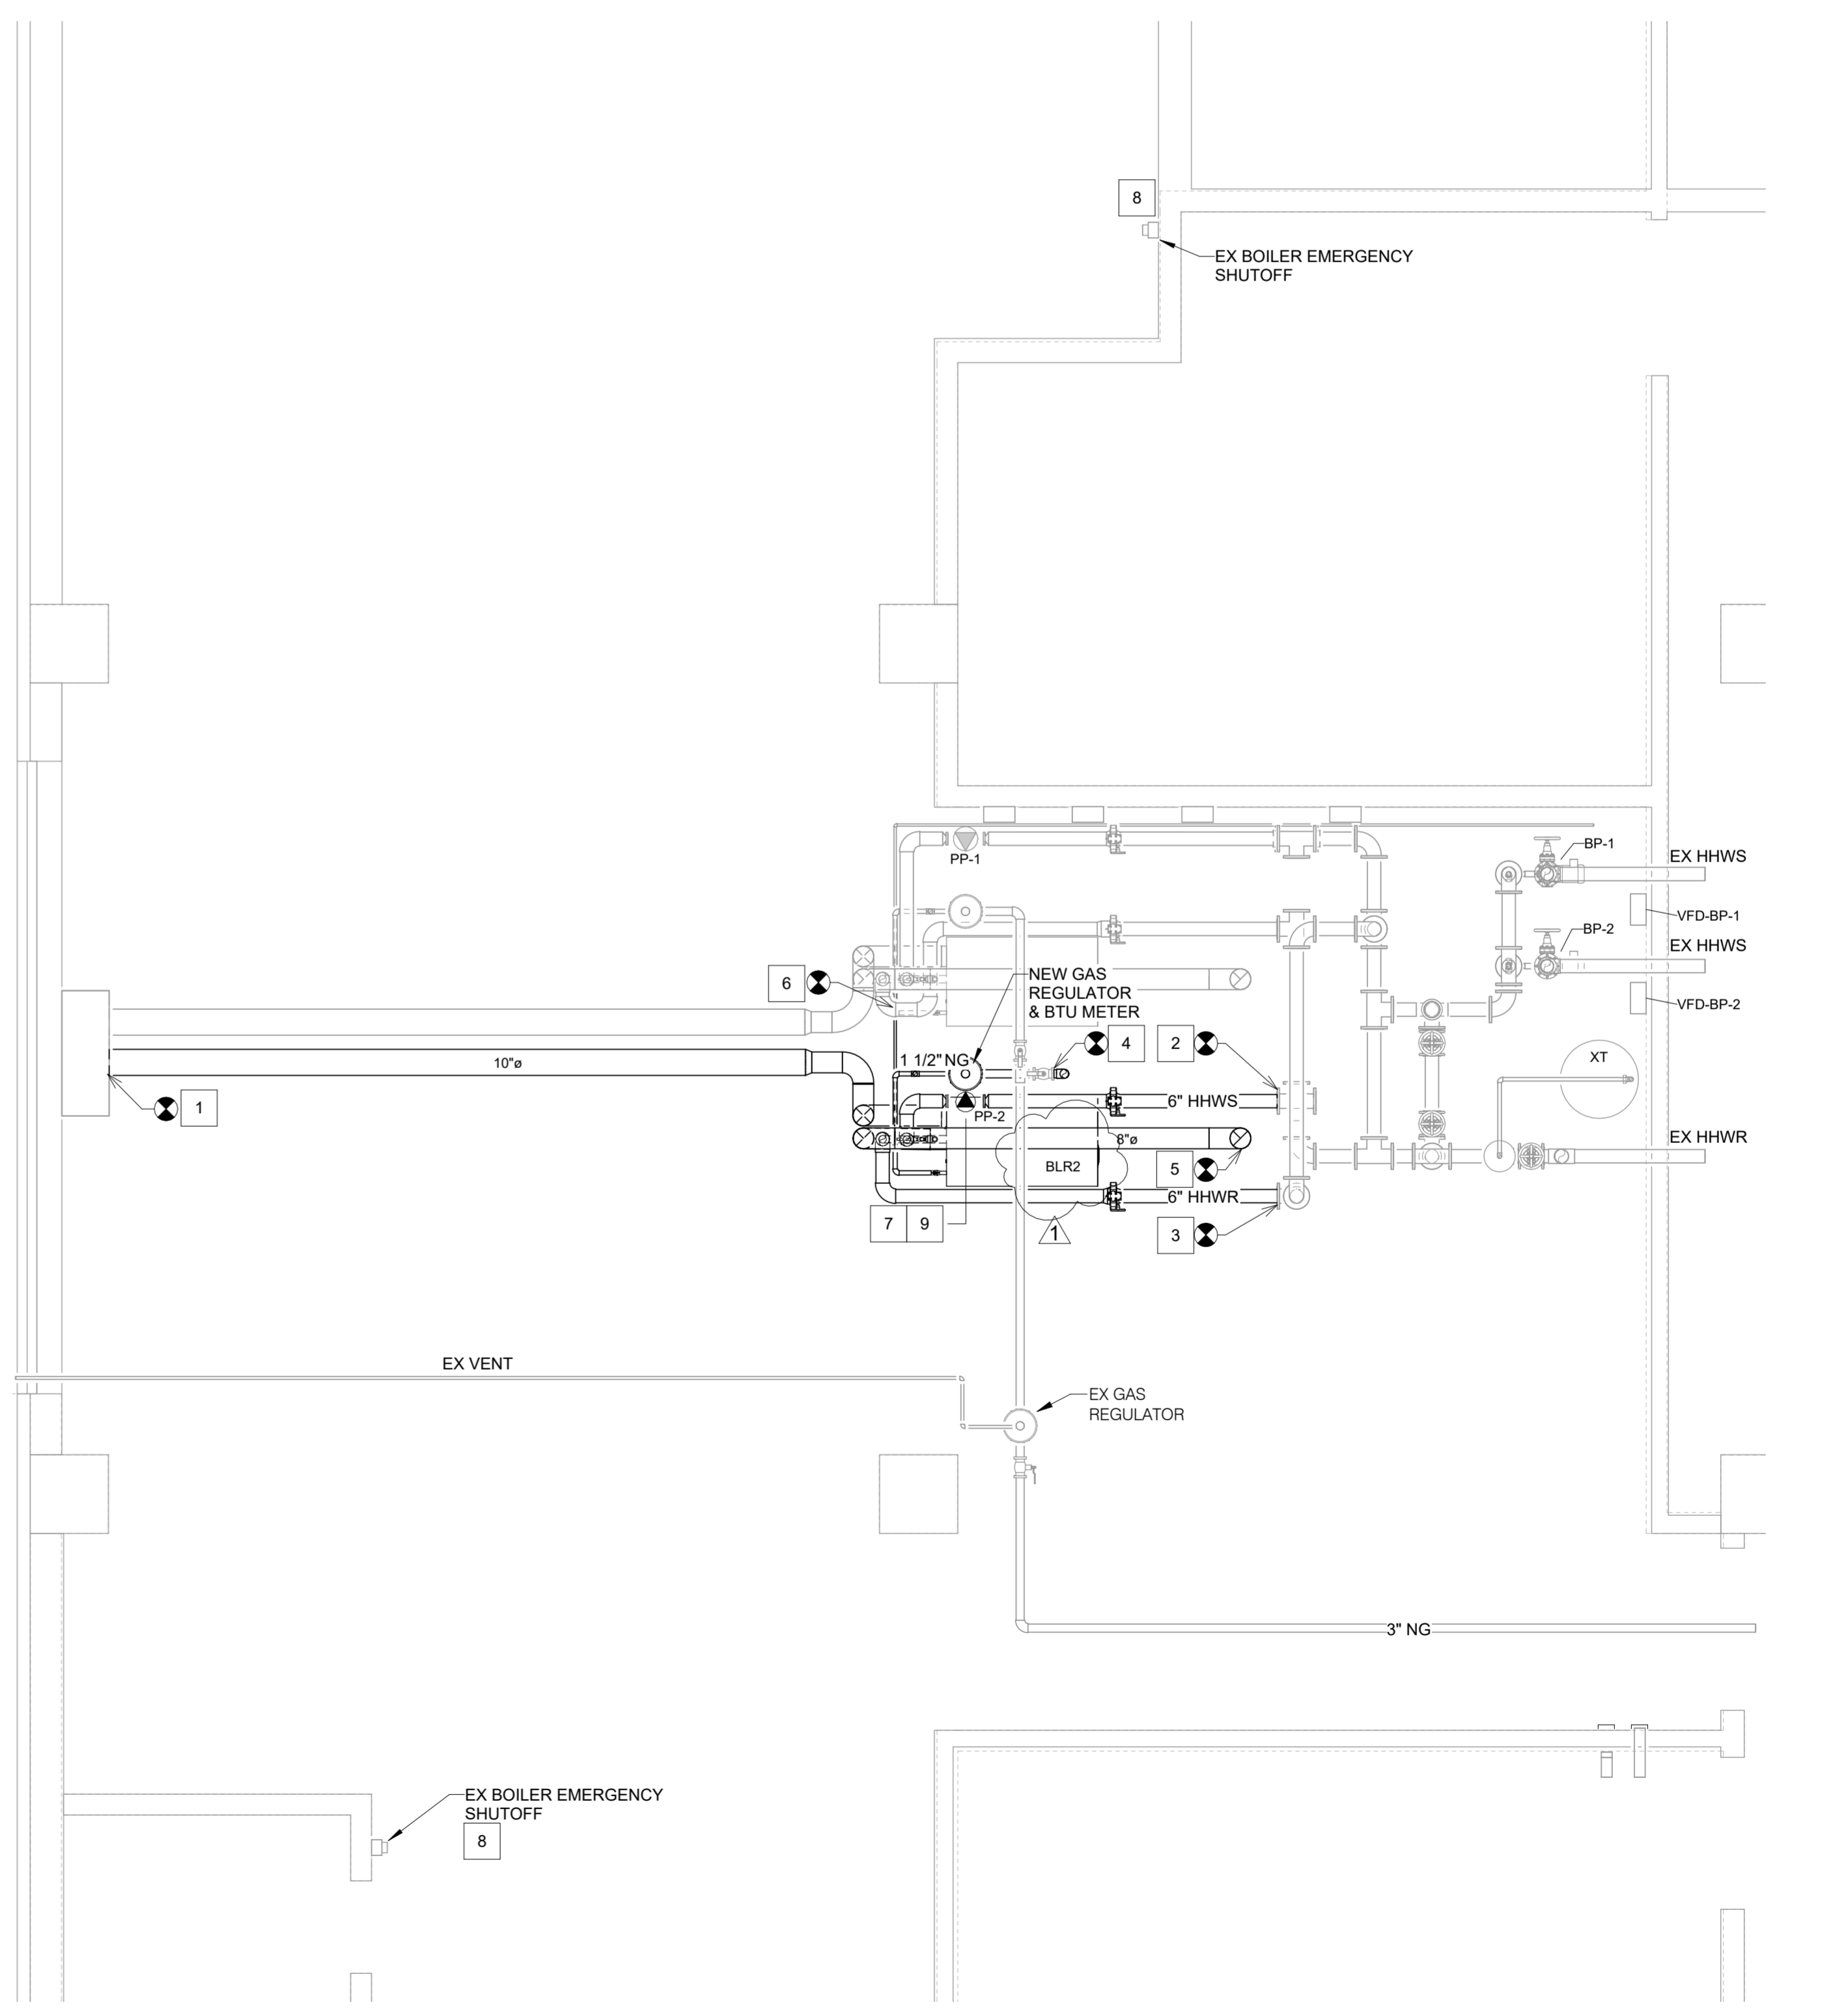 8
EX BOILER EMERGENCY
SHUTOFF
PP-1
BP-1
EX HHWS
VFD-BP-1
BP-2
EX HHWS
6
NEW GAS
REGULATOR
& BTU METER
VFD-BP-2
4
2
10"ø
1 1/2" NG
XT
1
6" HHWS
PP-2
8"ø
EX HHWR
BLR2
5
6" HHWR
7
9
1
3
EX VENT
EX GAS
REGULATOR
3" NG
EX BOILER EMERGENCY
SHUTOFF
8